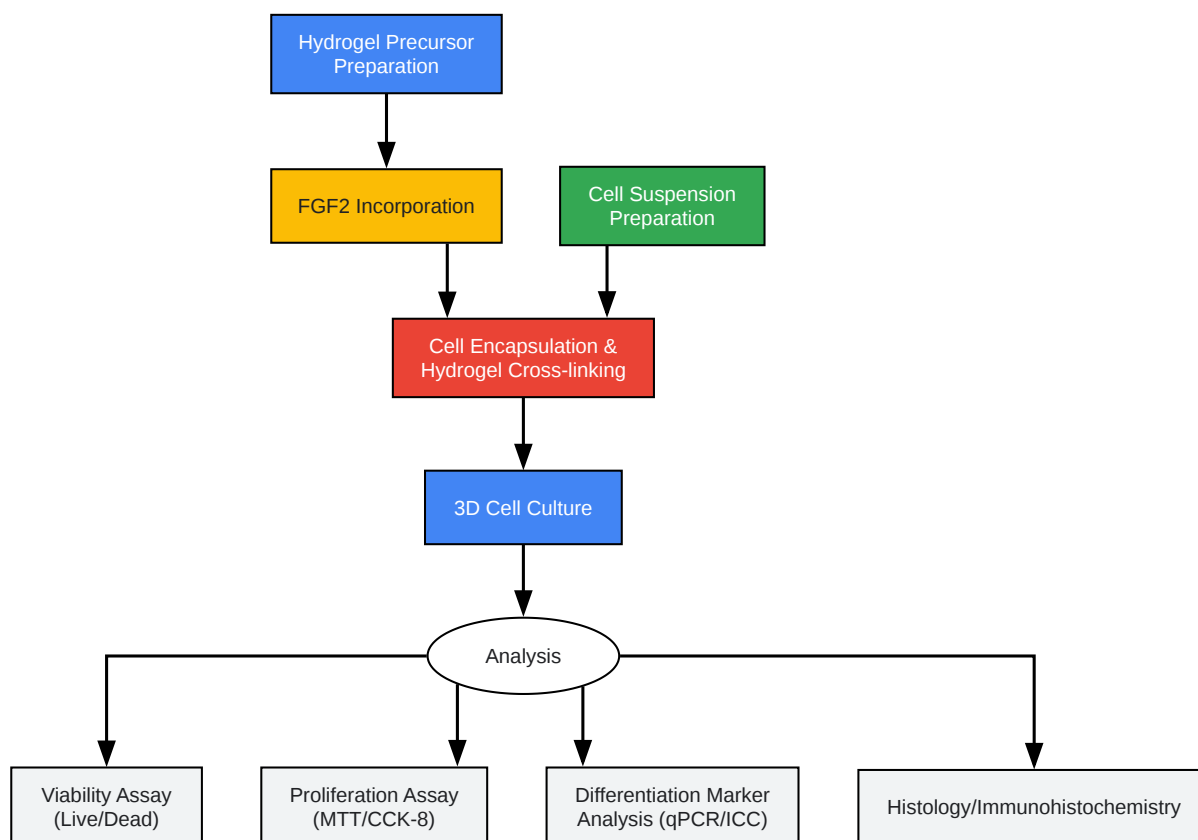 Hydrogel Precursor
Preparation
FGF2 Incorporation
Cell Suspension
Preparation
Cell Encapsulation &
Hydrogel Cross-linking
3D Cell Culture
Analysis
Viability Assay
(Live/Dead)
Proliferation Assay
(MTT/CCK-8)
Differentiation Marker
Analysis (qPCR/ICC)
Histology/Immunohistochemistry